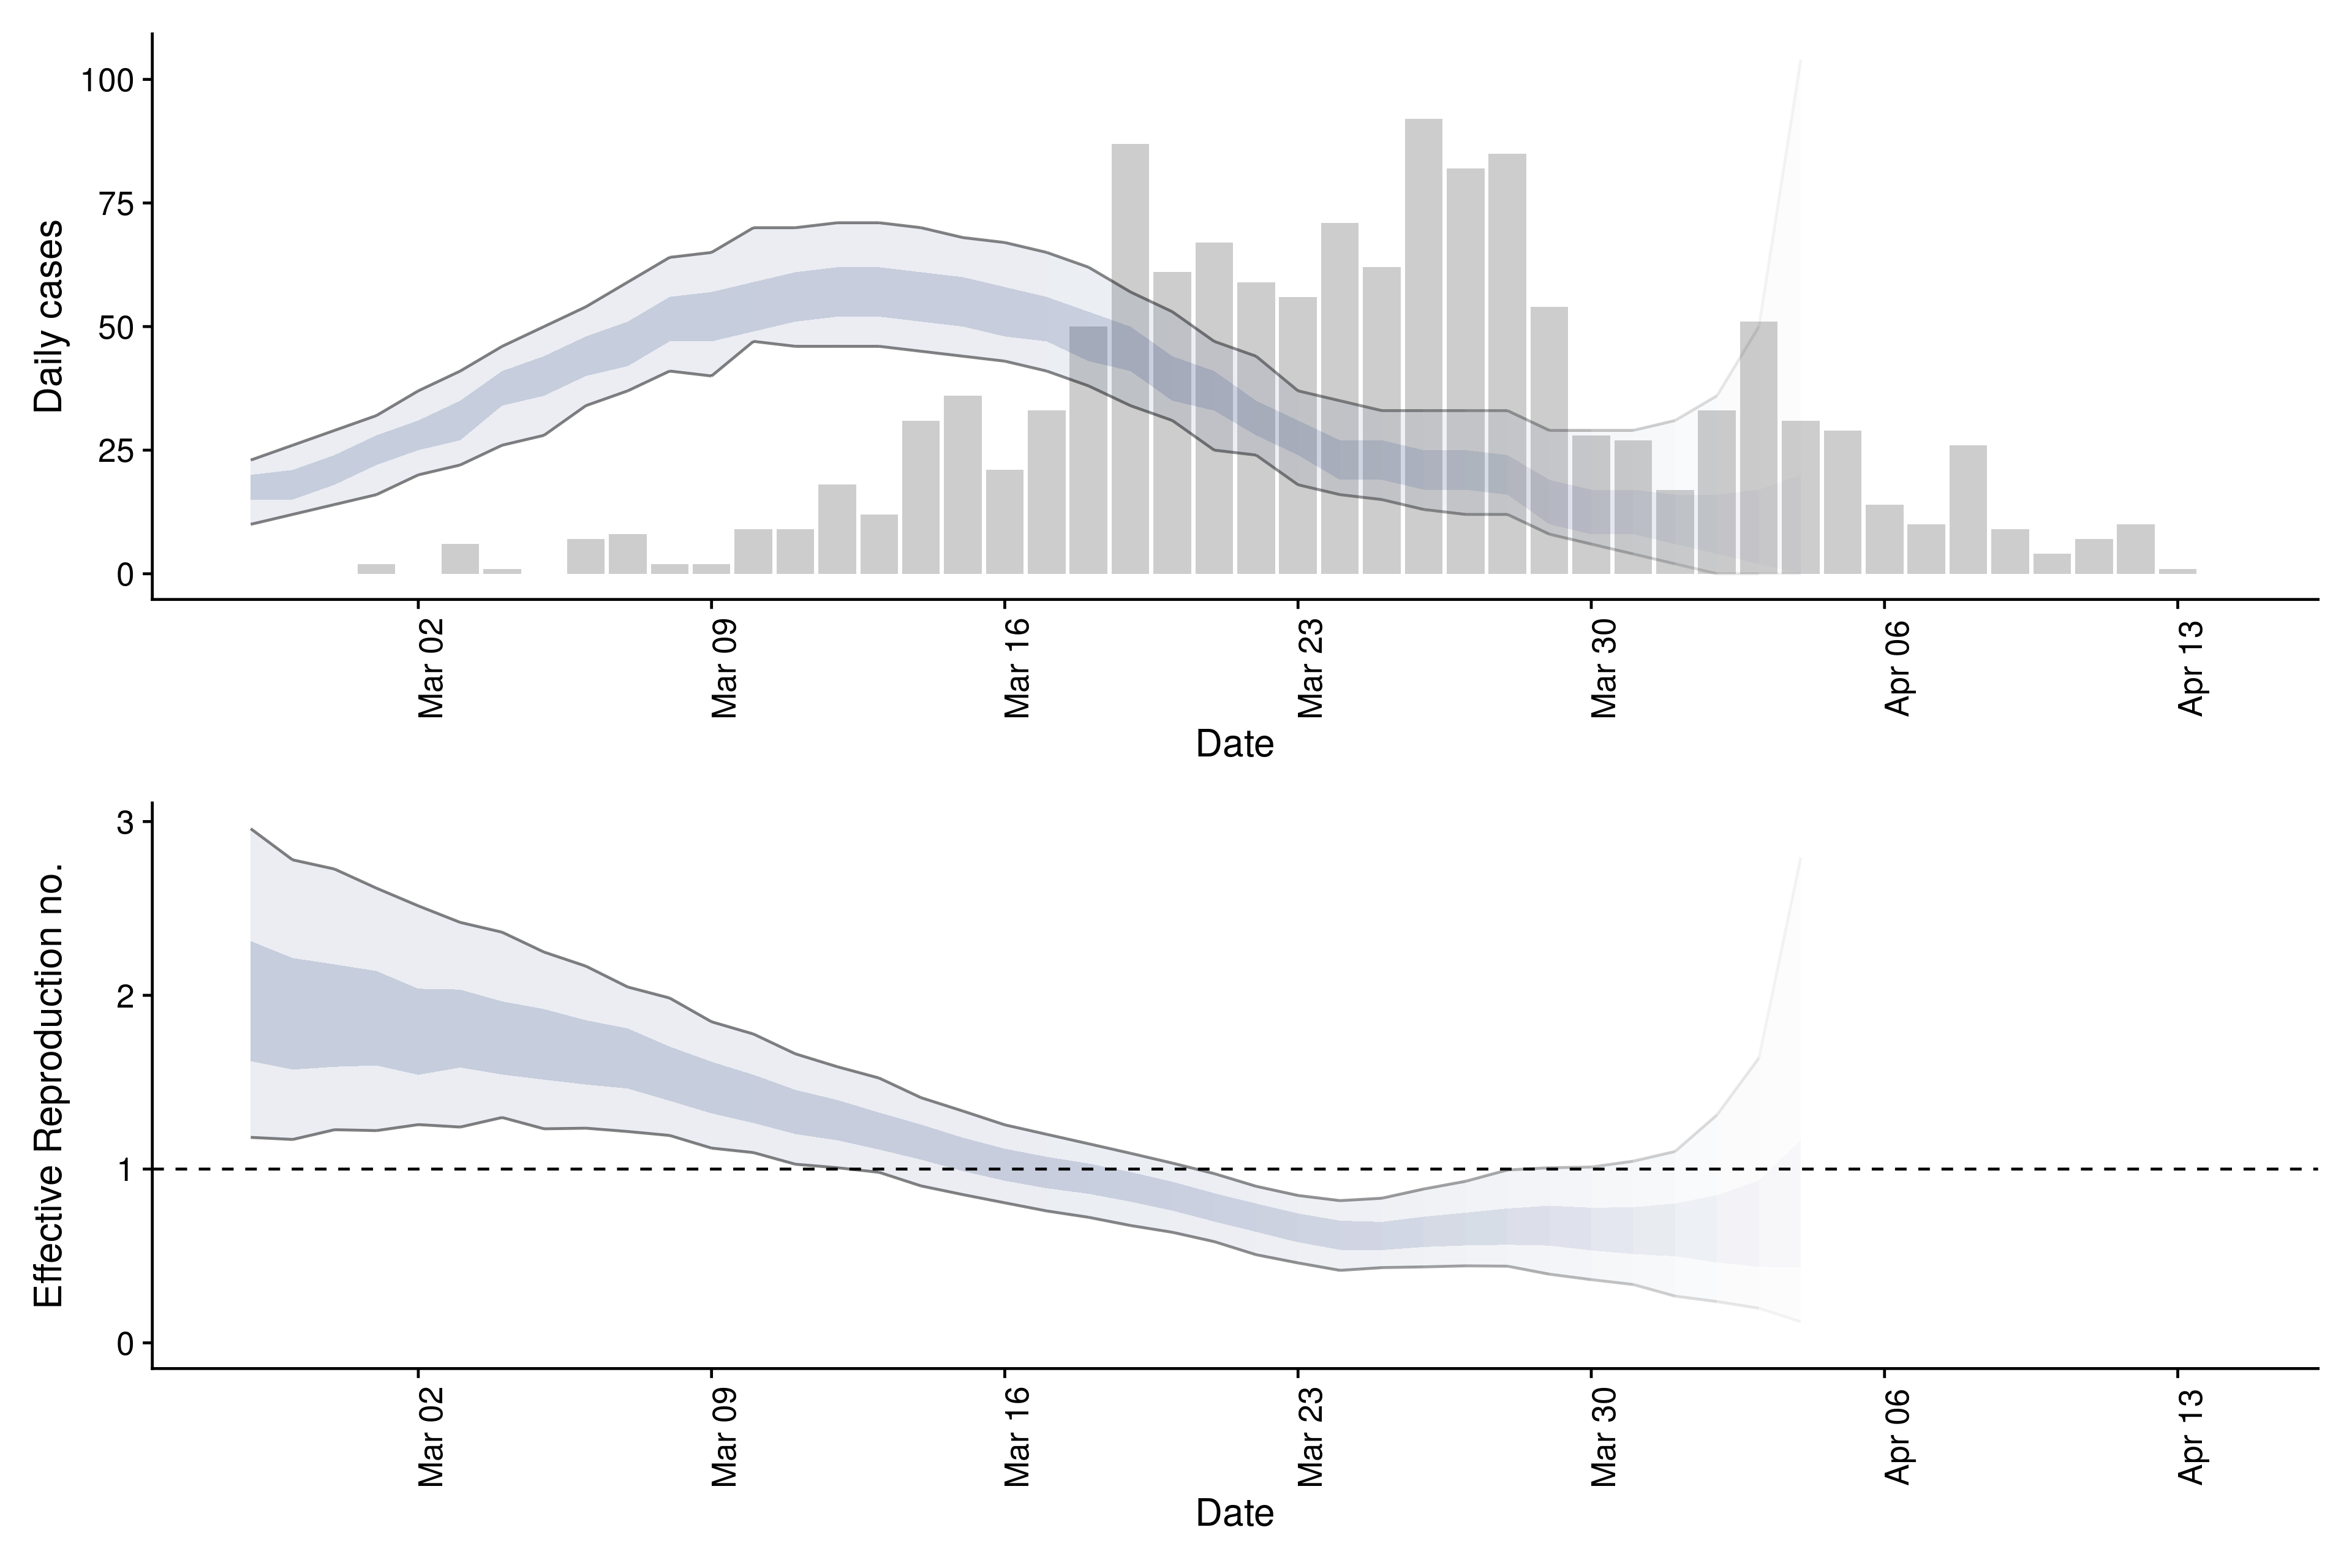 Daily cases
100
75
50
25
0
Mar 02
Mar 09
Mar 16
Mar 23
Mar 30
Apr 06
Apr 13
Date
Effective Reproduction no.
3
2
1
0
Mar 02
Mar 09
Mar 16
Mar 23
Mar 30
Apr 06
Apr 13
Date